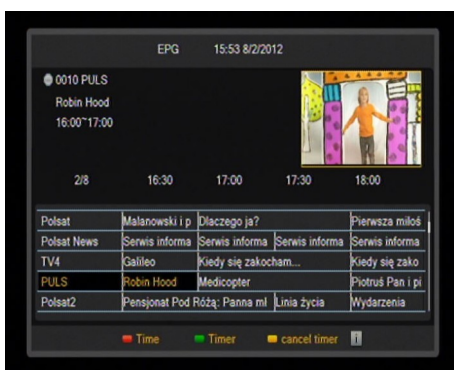 EPG 15:53 8/2/2012
0010 PULS
Robin Hood
16:00~17:00
2/8 16:30 17:00 17:30 18:00
Polsat Malanowski i p Dlaczego ja? Pierwsza miłoś
Polsat News Serwis informa Serwis informa Serwis informa Serwis informa
TV4 Galileo Kiedy się zakocham... Kiedy się zako
PULS Robin Hood Medicopter Piotruś Pan i pi
Polsat2 Pensjonat Pod Różą: Panna mł Linia życia Wydarzenia
Time Timer cancel timer i